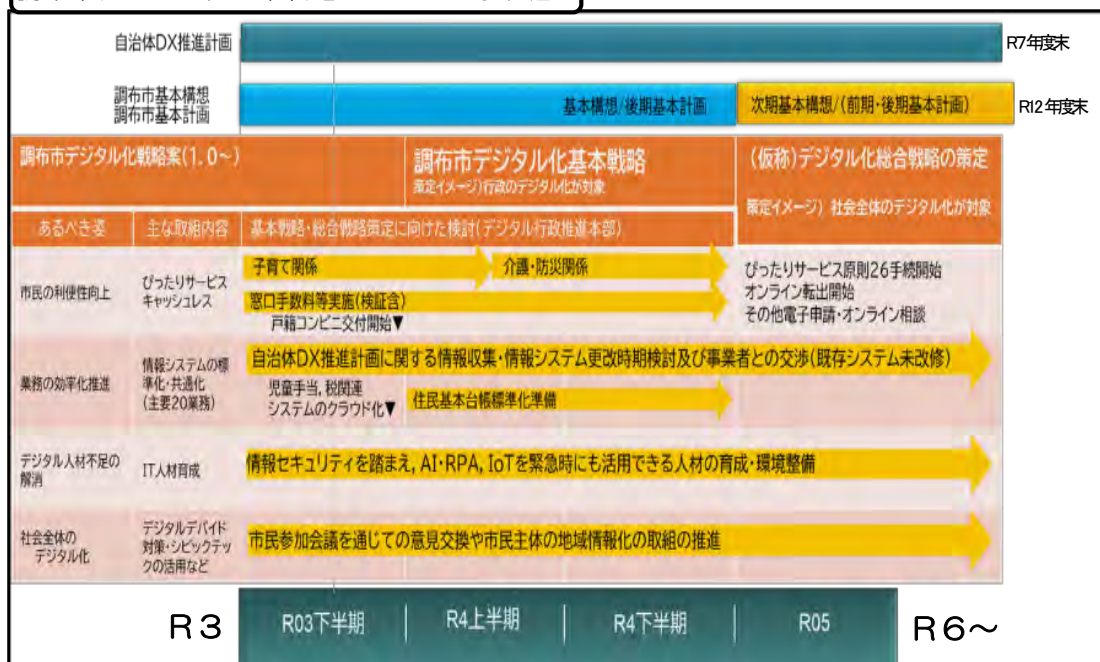 自治体DX推進計画
R7年度末
調布市基本構想
調布市基本計画
基本構想/後期基本計画
次期基本構想/(前期・後期基本計画)
R12年度末
調布市デジタル化戦略案(1.0~)
調布市デジタル化基本戦略
策定イメージ)行政のデジタル化が対象
(仮称)デジタル化総合戦略の策定
策定イメージ) 社会全体のデジタル化が対象
あるべき姿
主な取組内容
基本戦略・総合戦略策定に向けた検討(デジタル行政推進本部)
市民の利便性向上
ぴったりサービス
キャッシュレス
子育て関係
介護・防災関係
窓口手数料等実施(検証含)
戸籍コンビニ交付開始▼
ぴったりサービス原則26手続開始
オンライン転出開始
その他電子申請・オンライン相談
業務の効率化推進
情報システムの標
準化・共通化
(主要20業務)
自治体DX推進計画に関する情報収集・情報システム更改時期検討及び事業者との交渉(既存システム未改修)
児童手当,税関連
システムのクラウド化▼
住民基本台帳標準化準備
デジタル人材不足の
解消
IT人材育成
情報セキュリティを踏まえ,AI・RPA,IoTを緊急時にも活用できる人材の育成・環境整備
社会全体の
デジタル化
デジタルデバイド
対策・シビックテッ
クの活用など
市民参加会議を通じての意見交換や市民主体の地域情報化の取組の推進
R3
R03下半期
R4上半期
R4下半期
R05
R6～